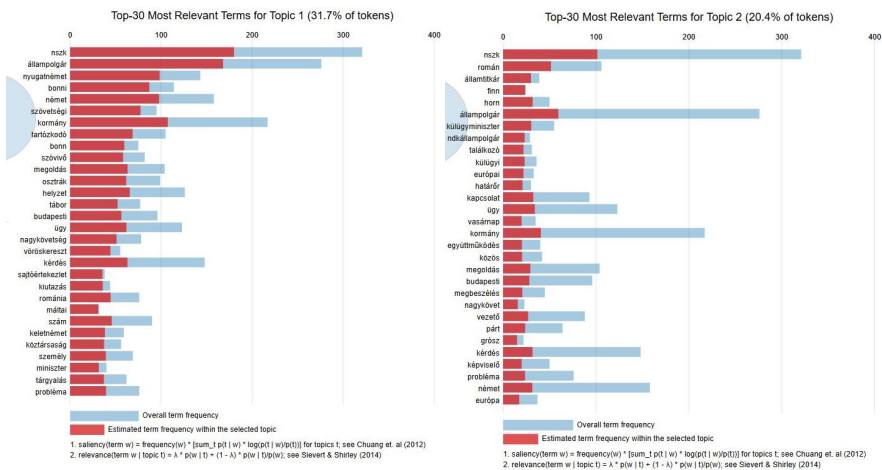 Top-30 Most Relevant Terms for Topic 1 (31.7% of tokens)
0 100 200 300 400
nszk
állampolgár
nyugatnémet
bonni
német
szövetségi
kormány
tartózkodó
bonn
szóvivő
megoldás
osztrák
helyzet
tábor
budapesti
ügy
nagykövetség
vöröskereszt
kérdés
sajtóértekezlet
kiutazás
románia
máltai
szám
keletnémet
köztársaság
személy
miniszter
tárgyalás
probléma
Overall term frequency
Estimated term frequency within the selected topic
1. saliency(term w) = frequency(w) * [sum_t p(t | w) * log(p(t | w)/p(t))] for topics t; see Chuang et. al (2012)
2. relevance(term w | topic t) = λ * p(w | t) + (1 - λ) * p(w | t)/p(w); see Sievert & Shirley (2014)
Top-30 Most Relevant Terms for Topic 2 (20.4% of tokens)
0 100 200 300 400
nszk
román
államtitkár
finn
horn
állampolgár
külügyminiszter
ndkállampolgár
találkozó
külügyi
európai
határőr
kapcsolat
ügy
vasárnap
kormány
együttműködés
közös
megoldás
budapesti
megbeszélés
nagykövet
vezető
párt
grósz
kérdés
képviselő
probléma
német
európa
Overall term frequency
Estimated term frequency within the selected topic
1. saliency(term w) = frequency(w) * [sum_t p(t | w) * log(p(t | w)/p(t))] for topics t; see Chuang et. al (2012)
2. relevance(term w | topic t) = λ * p(w | t) + (1 - λ) * p(w | t)/p(w); see Sievert & Shirley (2014)